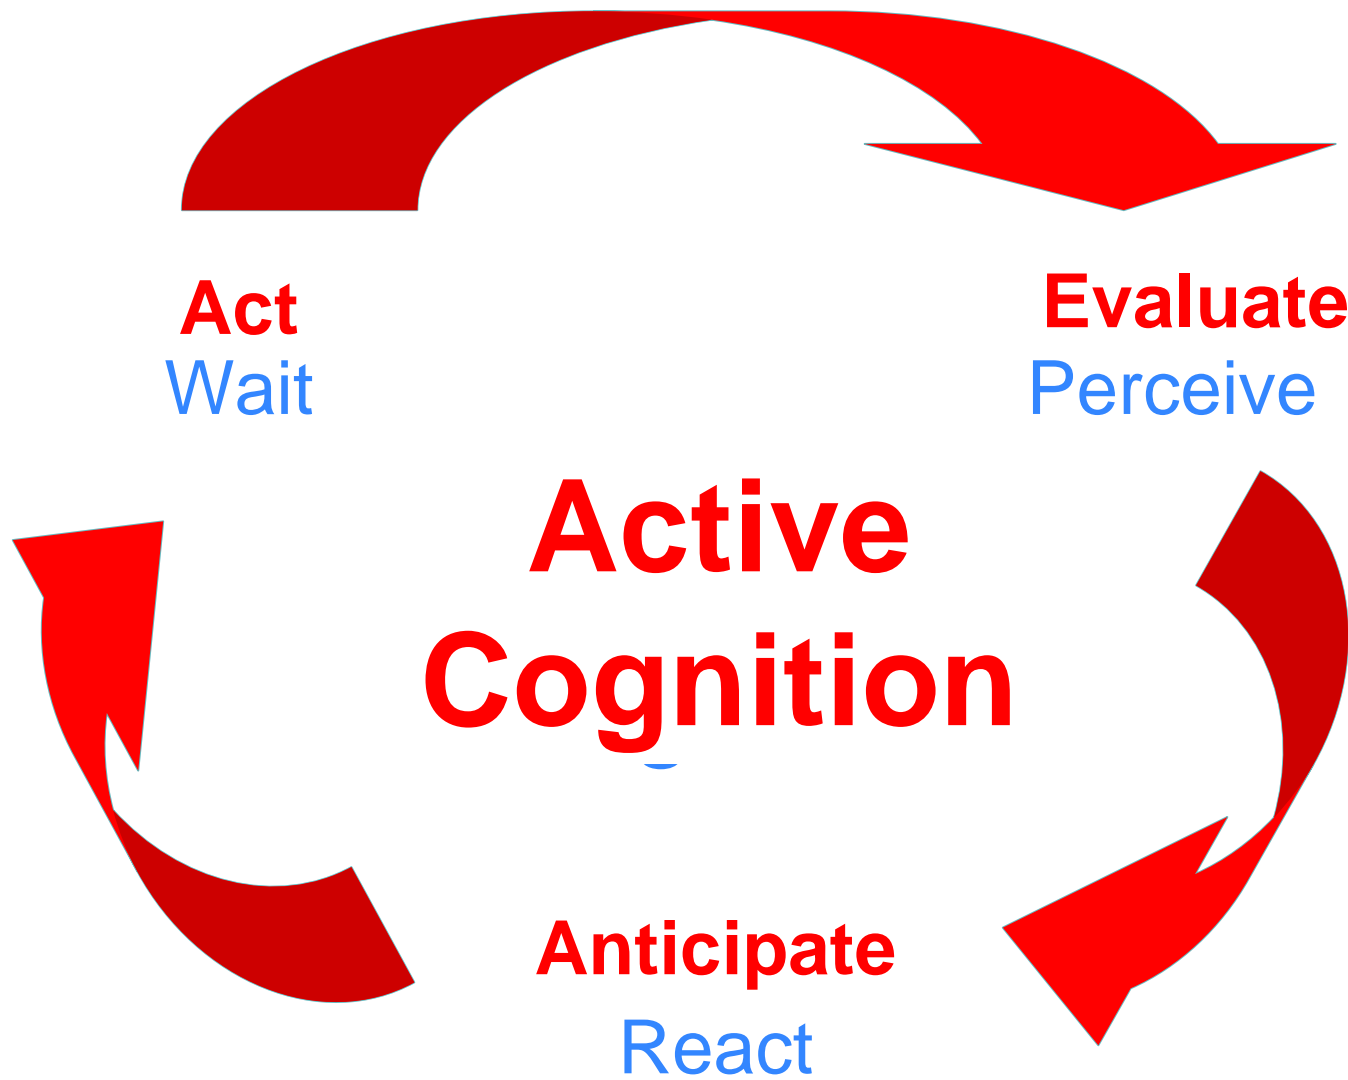 Act
Wait
Evaluate
Perceive
Active
Cognition
Anticipate
React